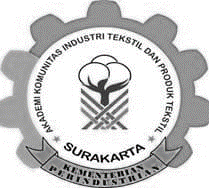 AKADEMI KOMUNITAS INDUSTRI TEKSTIL DAN PRODUK TEKSTIL
SURAKARTA
KEMENTERIAN
PERINDUSTRIAN